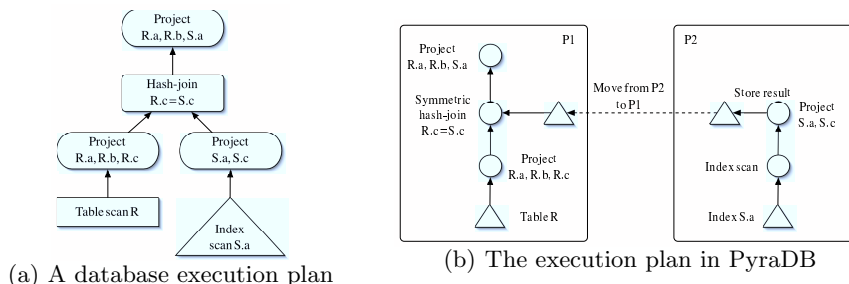 Project
R.a, R.b, S.a
Hash-join
R.c = S.c
Project
R.a, R.b, R.c
Project
S.a, S.c
Table scan R
Index
scan S.a
(a) A database execution plan
P1
Project
R.a, R.b, S.a
Symmetric
hash-join
R.c = S.c
Project
R.a, R.b, R.c
Table R
Move from P2
to P1
P2
Store result
Project
S.a, S.c
Index scan
Index S.a
(b) The execution plan in PyraDB